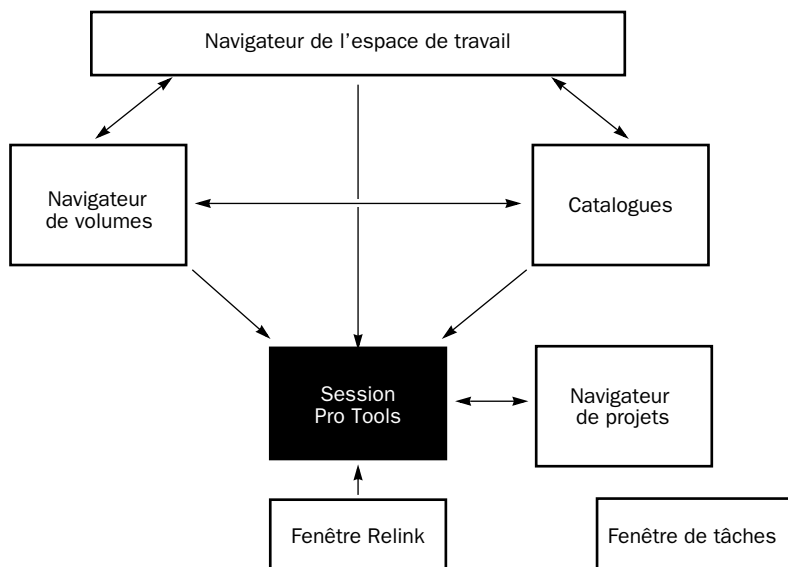 Navigateur de l’espace de travail
Navigateur
de volumes
Catalogues
Session
Pro Tools
Navigateur
de projets
Fenêtre Relink
Fenêtre de tâches